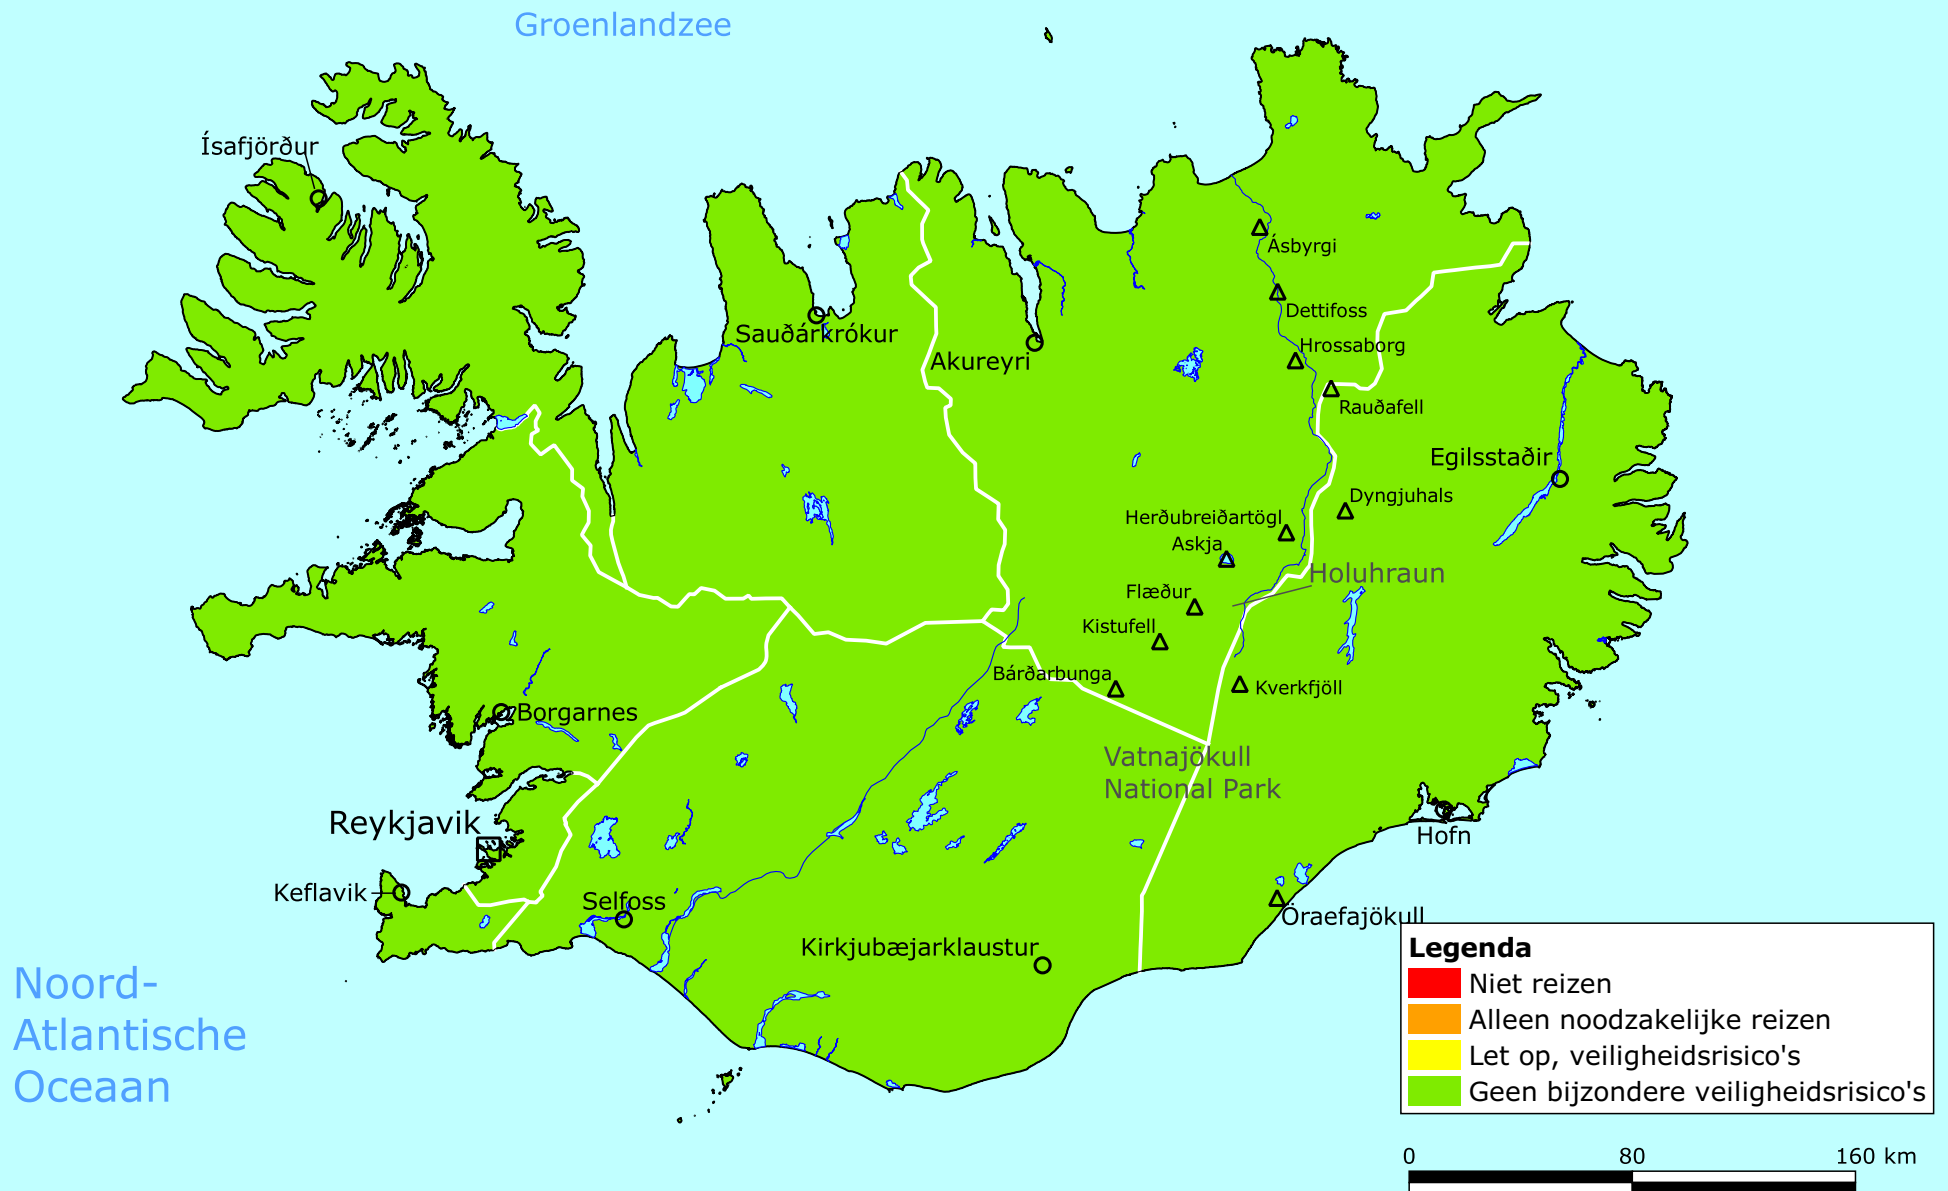 Groenlandzee
Ísafjörður
Ásbyrgi
Dettifoss
Sauðárkrókur
Hrossaborg
Akureyri
Rauðafell
Egilsstaðir
Dyngjuhals
Herðubreiðartögl
Askja
Holuhraun
Flæður
Kistufell
Bárðarbunga
Kverkfjöll
Borgarnes
Vatnajökull
National Park
Reykjavik
Hofn
Keflavik
Selfoss
Öraefajökull
Kirkjubæjarklaustur
Noord-
Atlantische
Oceaan
Legenda
Niet reizen
Alleen noodzakelijke reizen
Let op, veiligheidsrisico's
Geen bijzondere veiligheidsrisico's
0 80 160 km